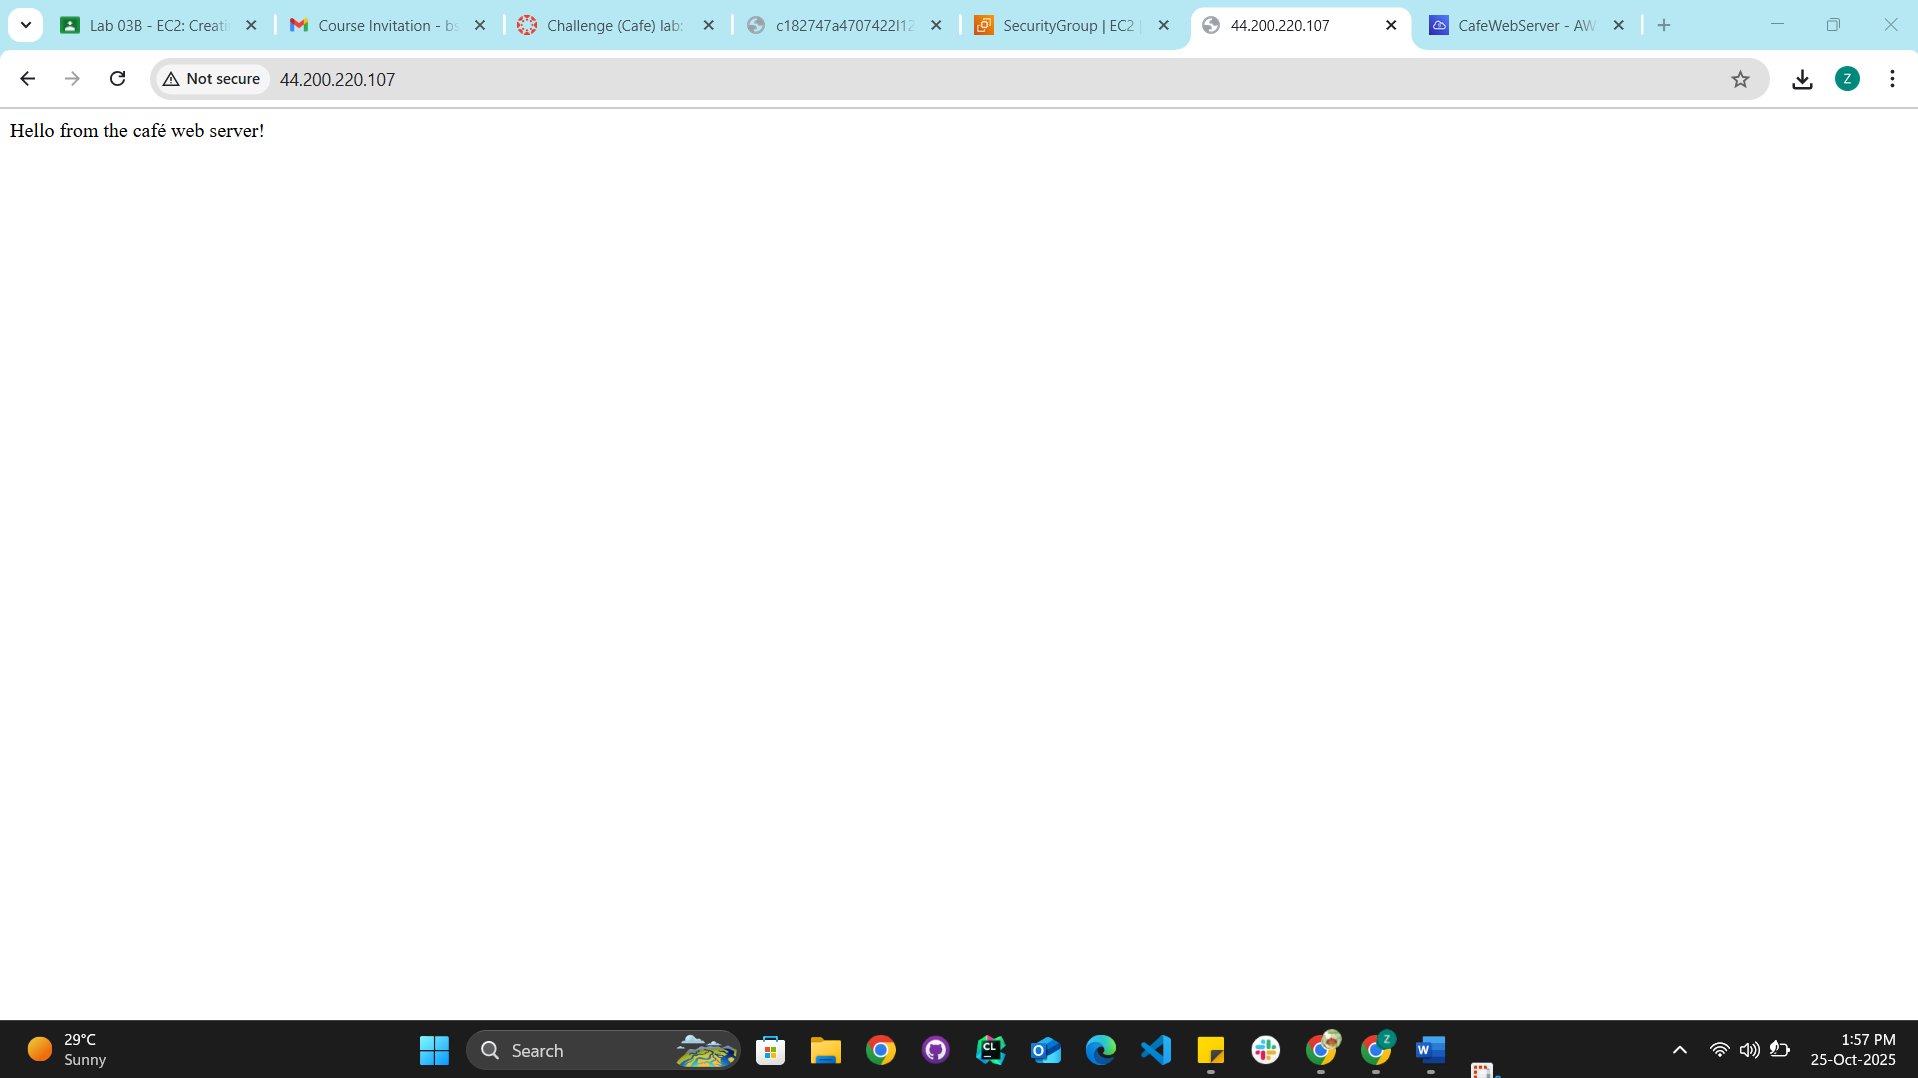 Lab 03B - EC2: Creati
Course Invitation - bs
Challenge (Cafe) lab:
c182747a4707422l12
SecurityGroup | EC2 |
44.200.220.107
CafeWebServer - AW
Not secure
44.200.220.107
Z
Hello from the café web server!
29°C
Sunny
Search
CL
Z
W
1:57 PM
25-Oct-2025